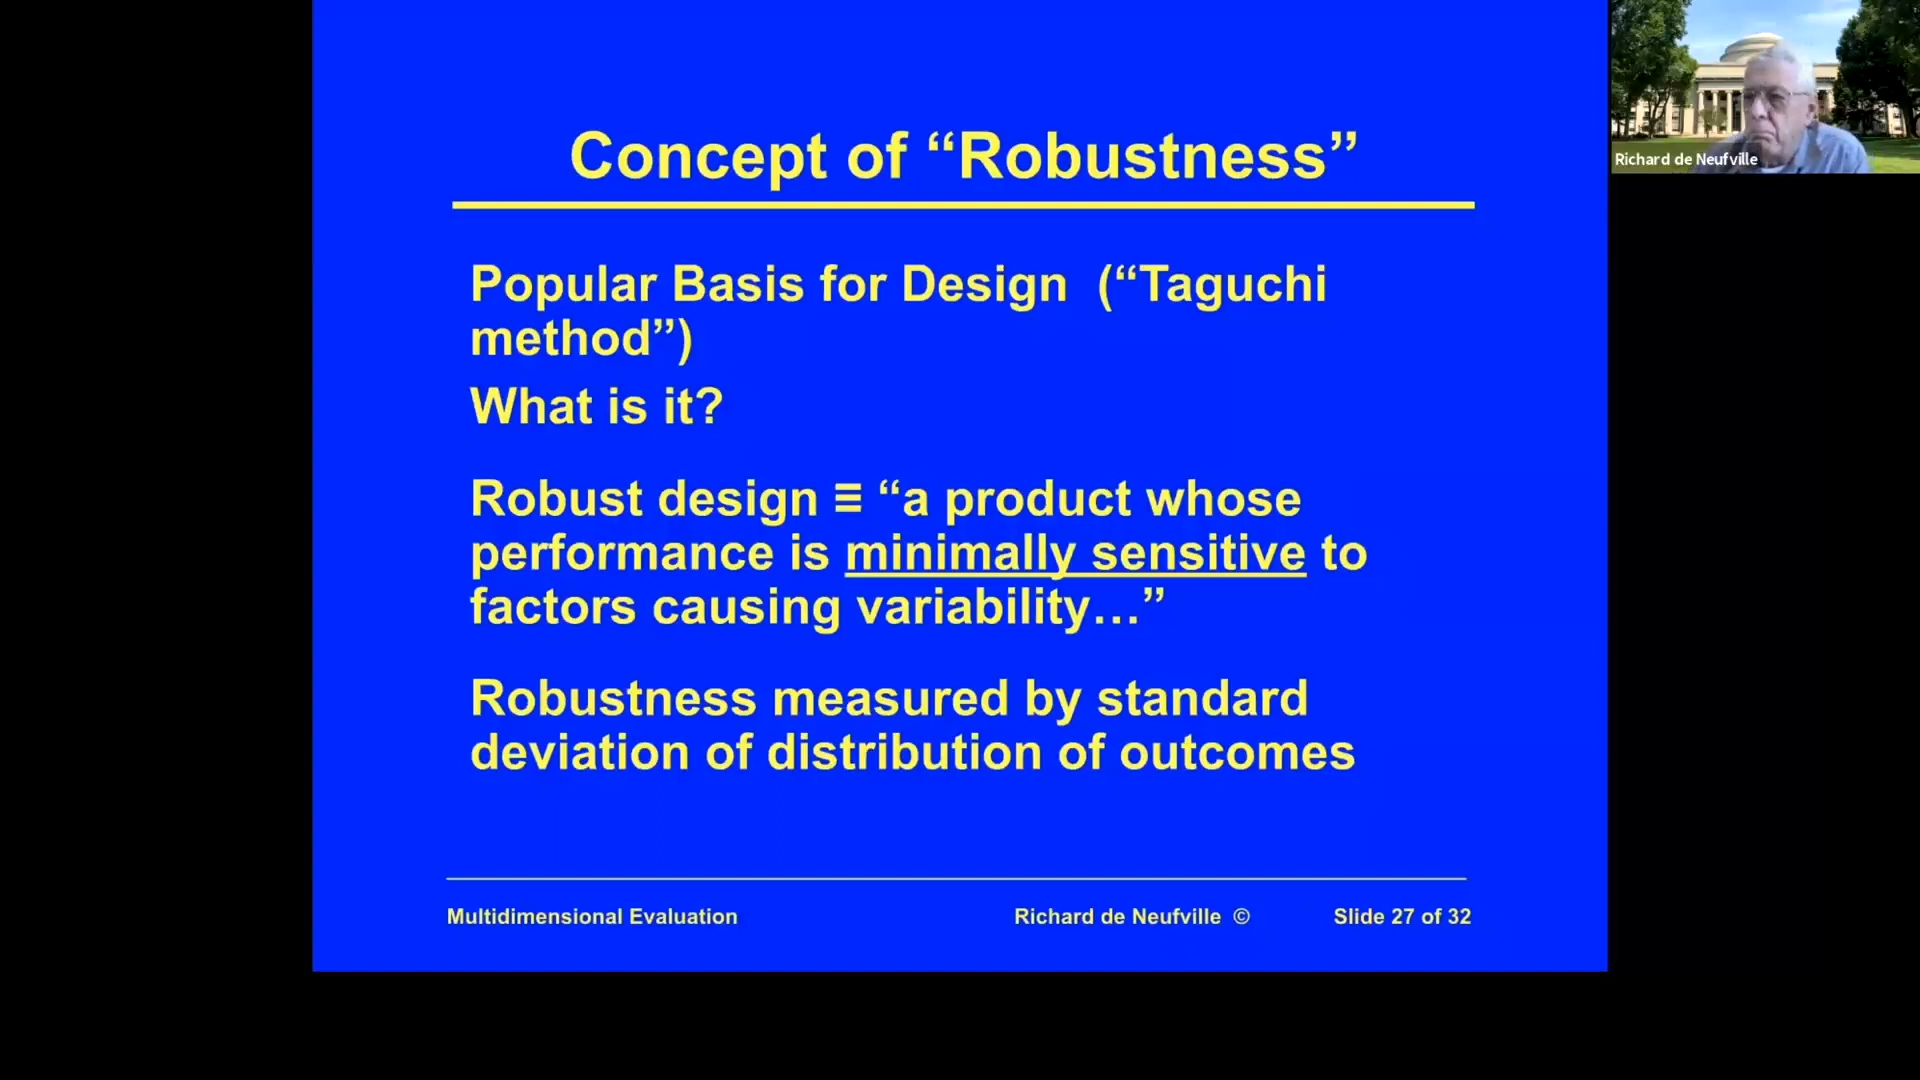 Concept of “Robustness”
Popular Basis for Design (“Taguchi
method”)
What is it?
Robust design ≡ “a product whose
performance is minimally sensitive to
factors causing variability…”
Robustness measured by standard
deviation of distribution of outcomes
Multidimensional Evaluation
Richard de Neufville ©
Slide 27 of 32
Richard de Neufville